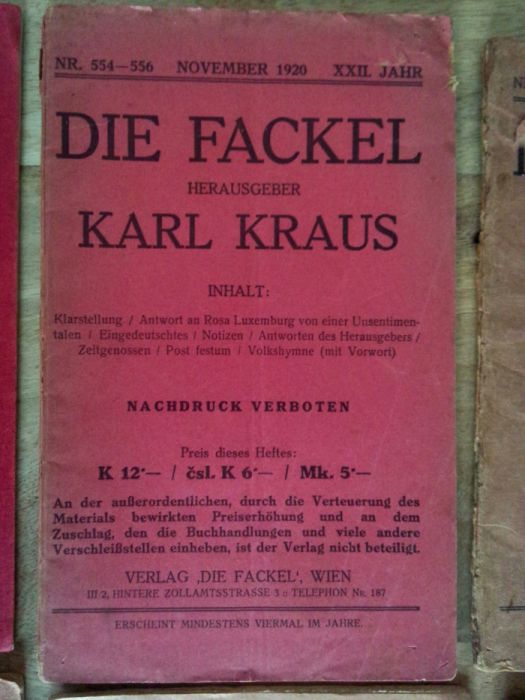 NR. 554—556 NOVEMBER 1920 XXII. JAHR
DIE FACKEL
HERAUSGEBER
KARL KRAUS
INHALT:
Klarstellung / Antwort an Rosa Luxemburg von einer Unsentimen-
talen / Eingedeutschtes / Notizen / Antworten des Herausgebers /
Zeitgenossen / Post festum / Volkshymne (mit Vorwort)
NACHDRUCK VERBOTEN
Preis dieses Heftes:
K 12·— / čsl. K 6·— / Mk. 5·—
An der außerordentlichen, durch die Verteuerung des
Materials bewirkten Preiserhöhung und an dem
Zuschlag, den die Buchhandlungen und viele andere
Verschleißstellen einheben, ist der Verlag nicht beteiligt.
VERLAG ‚DIE FACKEL', WIEN
III/2, HINTERE ZOLLAMTSSTRASSE 3 :: TELEPHON Nr. 187
ERSCHEINT MINDESTENS VIERMAL IM JAHRE.